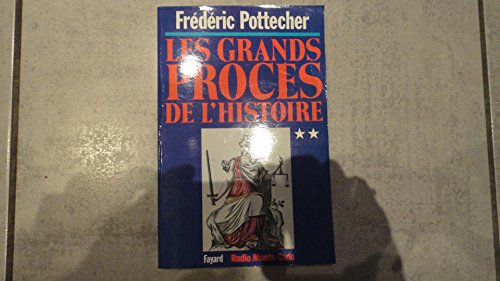 Frédéric Pottecher
LES GRANDS
PROCES
DE L'HISTOIRE
★★
Fayard Radio Monte Carlo